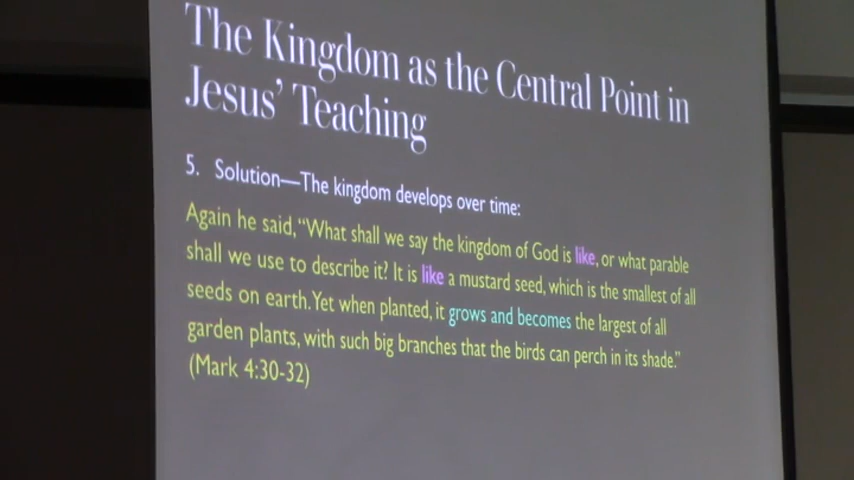 The Kingdom as the Central Point in
Jesus’ Teaching
5. Solution—The kingdom develops over time:
Again he said, “What shall we say the kingdom of God is like, or what parable
shall we use to describe it? It is like a mustard seed, which is the smallest of all
seeds on earth. Yet when planted, it grows and becomes the largest of all
garden plants, with such big branches that the birds can perch in its shade.”
(Mark 4:30-32)